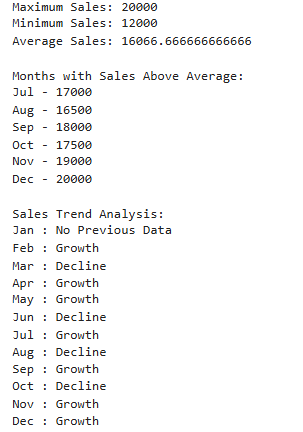 Maximum Sales: 20000
Minimum Sales: 12000
Average Sales: 16066.666666666666
Months with Sales Above Average:
Jul - 17000
Aug - 16500
Sep - 18000
Oct - 17500
Nov - 19000
Dec - 20000
Sales Trend Analysis:
Jan : No Previous Data
Feb : Growth
Mar : Decline
Apr : Growth
May : Growth
Jun : Decline
Jul : Growth
Aug : Decline
Sep : Growth
Oct : Decline
Nov : Growth
Dec : Growth